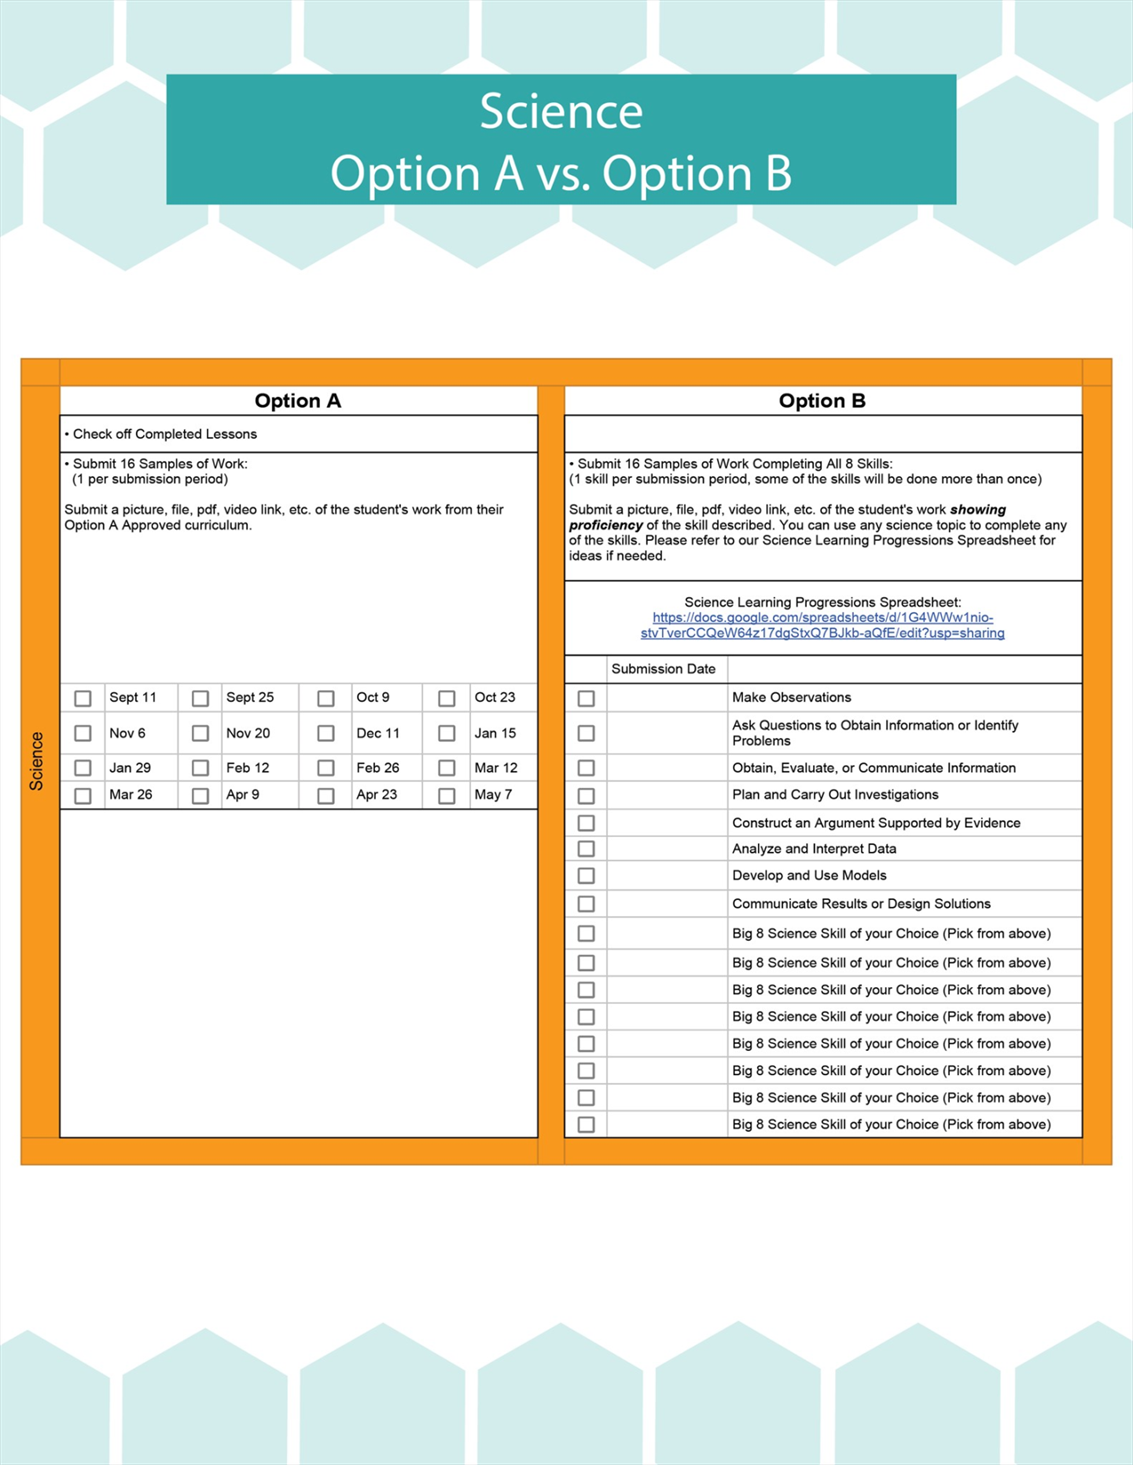 Science
Option A vs. Option B
Science
Option A
• Check off Completed Lessons
• Submit 16 Samples of Work:
(1 per submission period)
Submit a picture, file, pdf, video link, etc. of the student's work from their
Option A Approved curriculum.
Sept 11 Sept 25 Oct 9 Oct 23
Nov 6 Nov 20 Dec 11 Jan 15
Jan 29 Feb 12 Feb 26 Mar 12
Mar 26 Apr 9 Apr 23 May 7
Option B
• Submit 16 Samples of Work Completing All 8 Skills:
(1 skill per submission period, some of the skills will be done more than once)
Submit a picture, file, pdf, video link, etc. of the student's work showing
proficiency of the skill described. You can use any science topic to complete any
of the skills. Please refer to our Science Learning Progressions Spreadsheet for
ideas if needed.
Science Learning Progressions Spreadsheet:
https://docs.google.com/spreadsheets/d/1G4WWw1nio-
stvTverCCQeW64z17dgStxQ7BJkb-aQfE/edit?usp=sharing
Submission Date
Make Observations
Ask Questions to Obtain Information or Identify
Problems
Obtain, Evaluate, or Communicate Information
Plan and Carry Out Investigations
Construct an Argument Supported by Evidence
Analyze and Interpret Data
Develop and Use Models
Communicate Results or Design Solutions
Big 8 Science Skill of your Choice (Pick from above)
Big 8 Science Skill of your Choice (Pick from above)
Big 8 Science Skill of your Choice (Pick from above)
Big 8 Science Skill of your Choice (Pick from above)
Big 8 Science Skill of your Choice (Pick from above)
Big 8 Science Skill of your Choice (Pick from above)
Big 8 Science Skill of your Choice (Pick from above)
Big 8 Science Skill of your Choice (Pick from above)